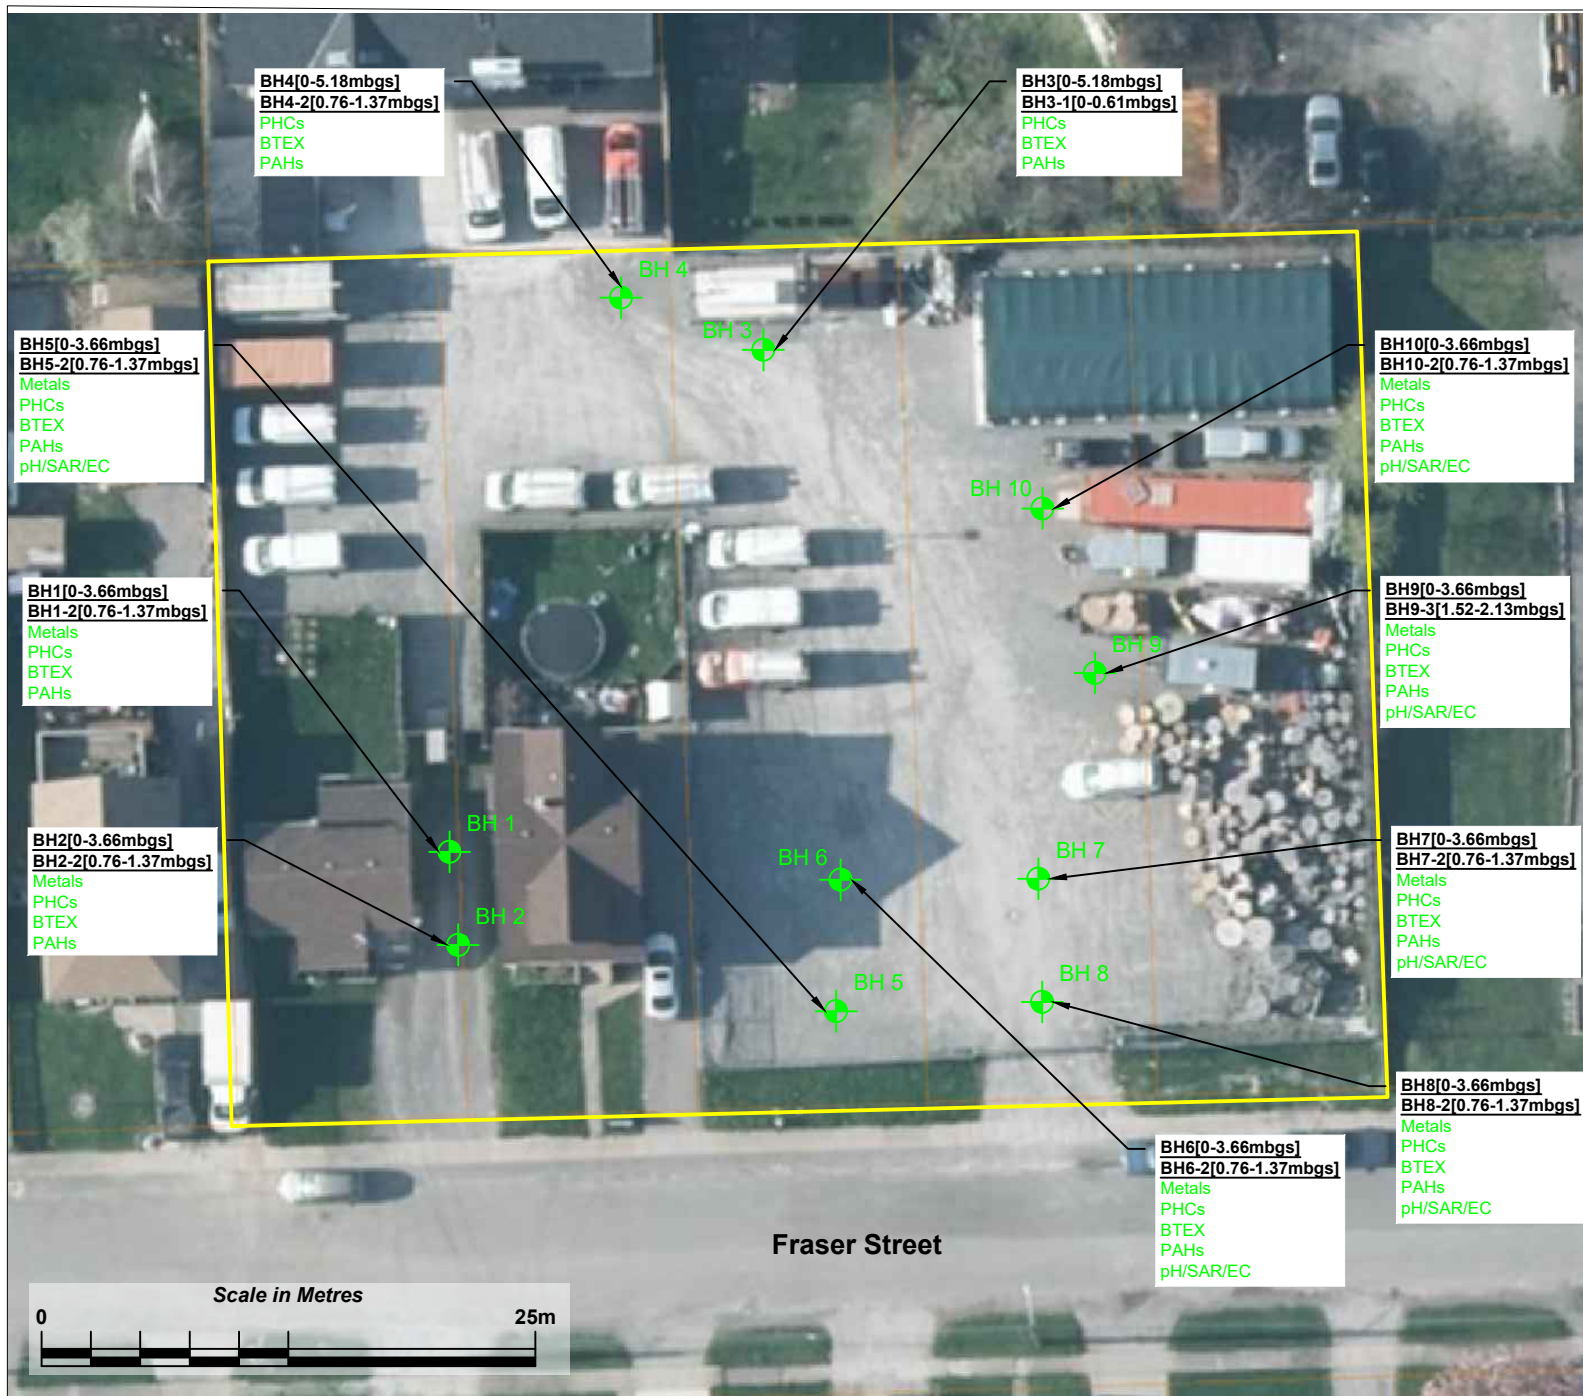 BH4[0-5.18mbgs]
BH4-2[0.76-1.37mbgs]
PHCs
BTEX
PAHs
BH3[0-5.18mbgs]
BH3-1[0-0.61mbgs]
PHCs
BTEX
PAHs
BH 4
BH 3
BH5[0-3.66mbgs]
BH5-2[0.76-1.37mbgs]
Metals
PHCs
BTEX
PAHs
pH/SAR/EC
BH10[0-3.66mbgs]
BH10-2[0.76-1.37mbgs]
Metals
PHCs
BTEX
PAHs
pH/SAR/EC
BH 10
BH1[0-3.66mbgs]
BH1-2[0.76-1.37mbgs]
Metals
PHCs
BTEX
PAHs
BH9[0-3.66mbgs]
BH9-3[1.52-2.13mbgs]
Metals
PHCs
BTEX
PAHs
pH/SAR/EC
BH 9
BH 1
BH 6
BH 7
BH2[0-3.66mbgs]
BH2-2[0.76-1.37mbgs]
Metals
PHCs
BTEX
PAHs
BH7[0-3.66mbgs]
BH7-2[0.76-1.37mbgs]
Metals
PHCs
BTEX
PAHs
pH/SAR/EC
BH 2
BH 5
BH 8
BH8[0-3.66mbgs]
BH8-2[0.76-1.37mbgs]
Metals
PHCs
BTEX
PAHs
pH/SAR/EC
BH6[0-3.66mbgs]
BH6-2[0.76-1.37mbgs]
Metals
PHCs
BTEX
PAHs
pH/SAR/EC
Fraser Street
Scale in Metres
0 25m